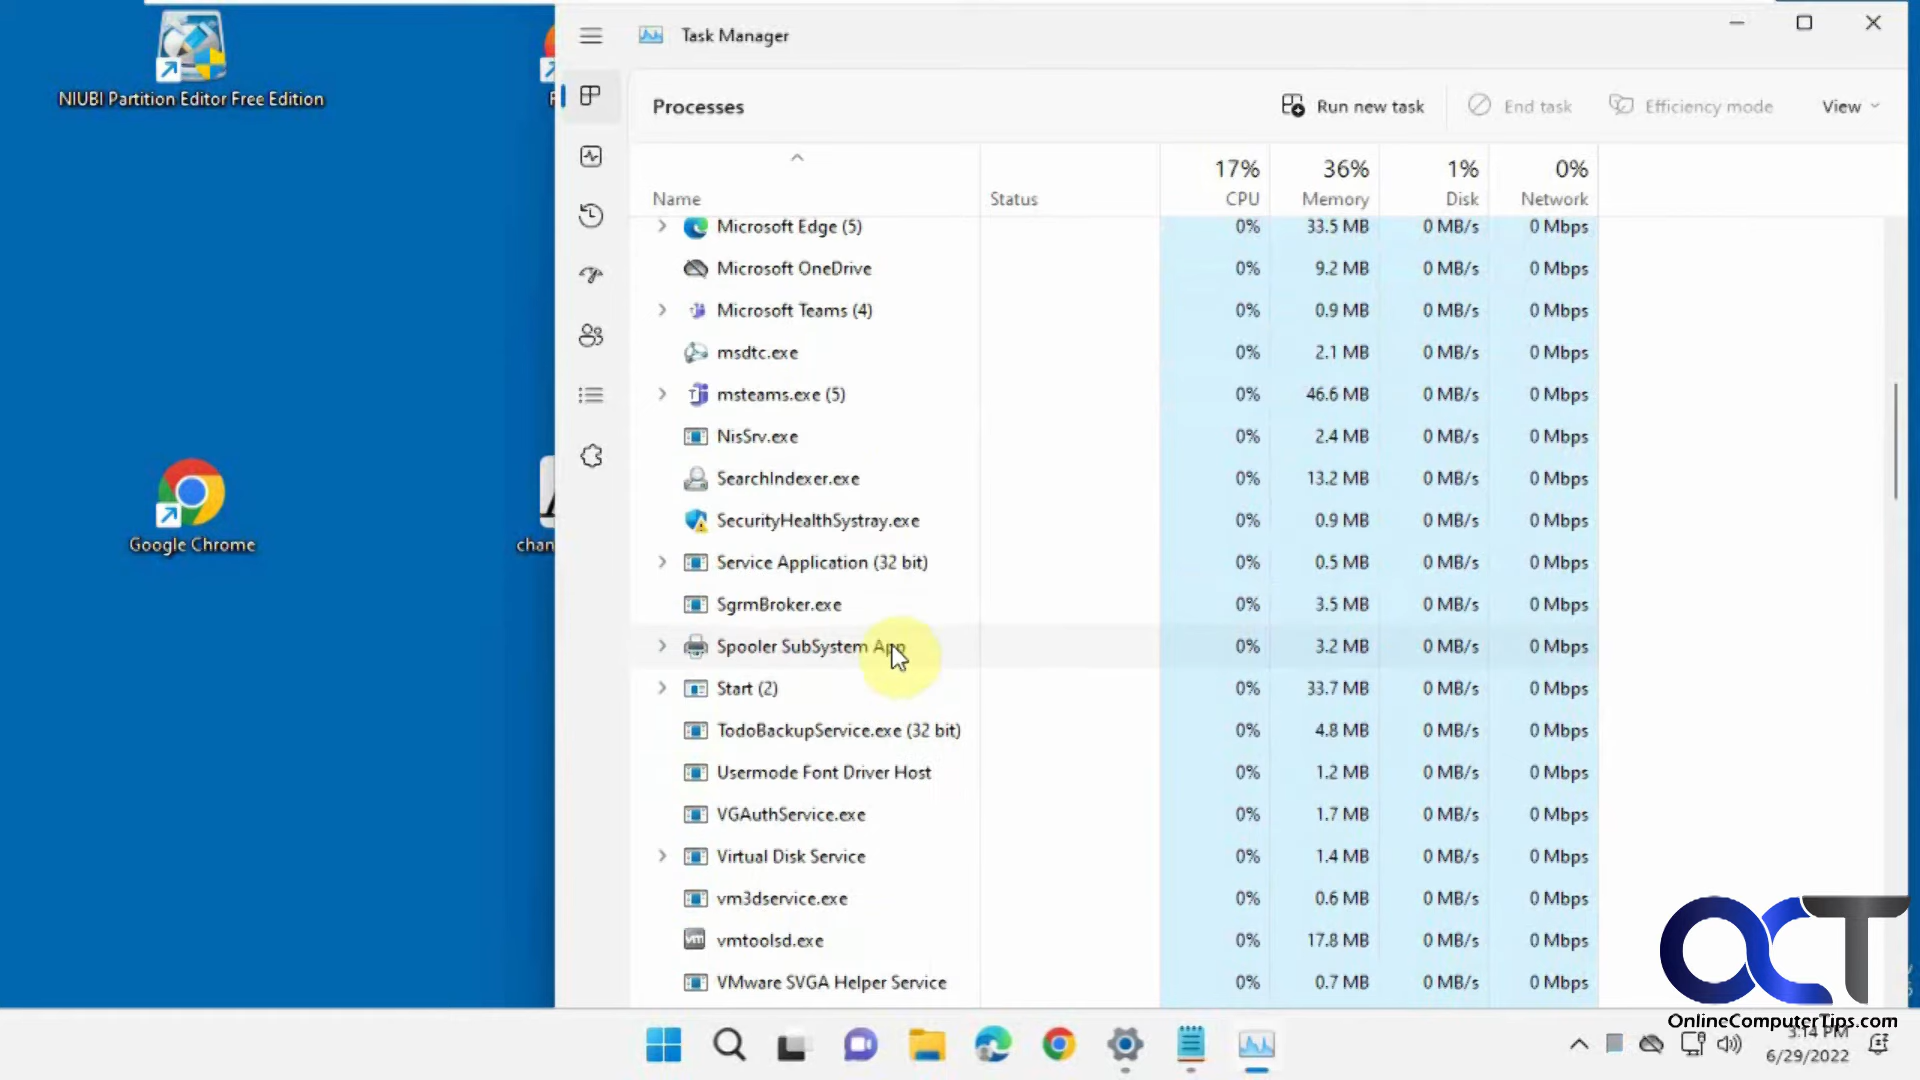 NIUBI Partition Editor Free Edition
Google Chrome
chan
Task Manager
Processes
Run new task
End task
Efficiency mode
View
17% 36% 1% 0%
Name Status CPU Memory Disk Network
Microsoft Edge (5) 0% 33.5 MB 0 MB/s 0 Mbps
Microsoft OneDrive 0% 9.2 MB 0 MB/s 0 Mbps
Microsoft Teams (4) 0% 0.9 MB 0 MB/s 0 Mbps
msdtc.exe 0% 2.1 MB 0 MB/s 0 Mbps
msteams.exe (5) 0% 46.6 MB 0 MB/s 0 Mbps
NisSrv.exe 0% 2.4 MB 0 MB/s 0 Mbps
SearchIndexer.exe 0% 13.2 MB 0 MB/s 0 Mbps
SecurityHealthSystray.exe 0% 0.9 MB 0 MB/s 0 Mbps
Service Application (32 bit) 0% 0.5 MB 0 MB/s 0 Mbps
SgrmBroker.exe 0% 3.5 MB 0 MB/s 0 Mbps
Spooler SubSystem App 0% 3.2 MB 0 MB/s 0 Mbps
Start (2) 0% 33.7 MB 0 MB/s 0 Mbps
TodoBackupService.exe (32 bit) 0% 4.8 MB 0 MB/s 0 Mbps
Usermode Font Driver Host 0% 1.2 MB 0 MB/s 0 Mbps
VGAuthService.exe 0% 1.7 MB 0 MB/s 0 Mbps
Virtual Disk Service 0% 1.4 MB 0 MB/s 0 Mbps
vm3dservice.exe 0% 0.6 MB 0 MB/s 0 Mbps
vmtoolsd.exe 0% 17.8 MB 0 MB/s 0 Mbps
VMware SVGA Helper Service 0% 0.7 MB 0 MB/s 0 Mbps
OCT
OnlineComputerTips.com
3:14 PM
6/29/2022